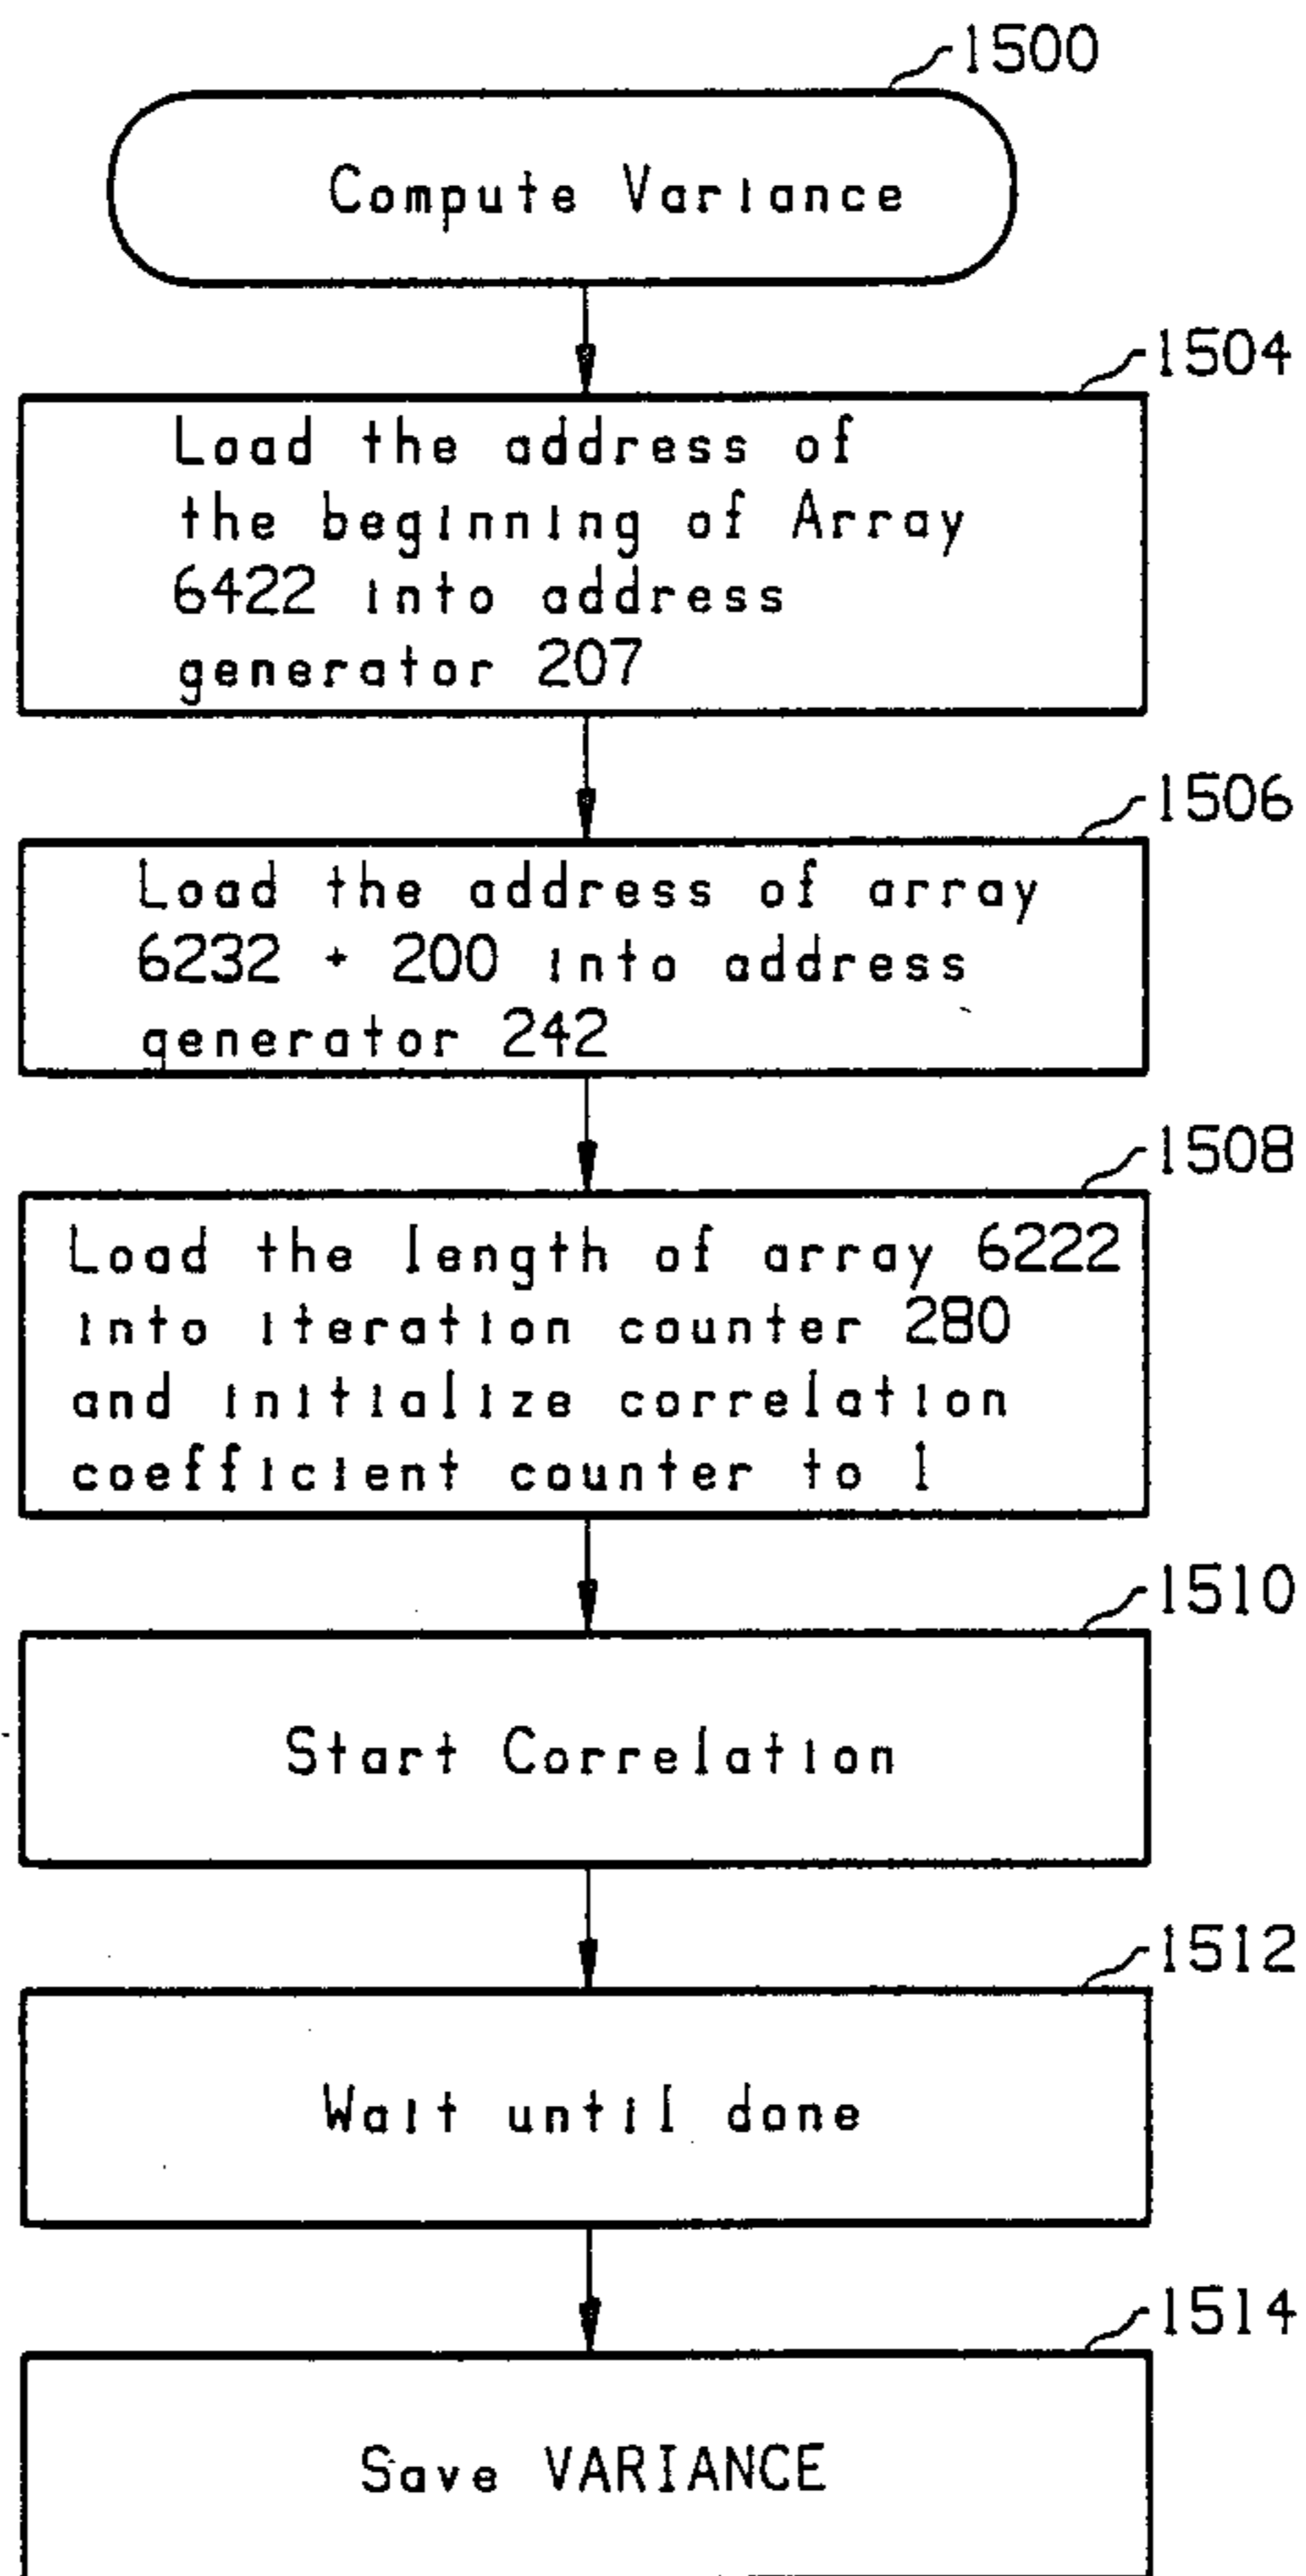 1500
Compute Variance
1504
Load the address of
the beginning of Array
6422 into address
generator 207
1506
Load the address of array
6232 + 200 into address
generator 242
1508
Load the length of array 6222
into iteration counter 280
and initialize correlation
coefficient counter to 1
1510
Start Correlation
1512
Wait until done
1514
Save VARIANCE